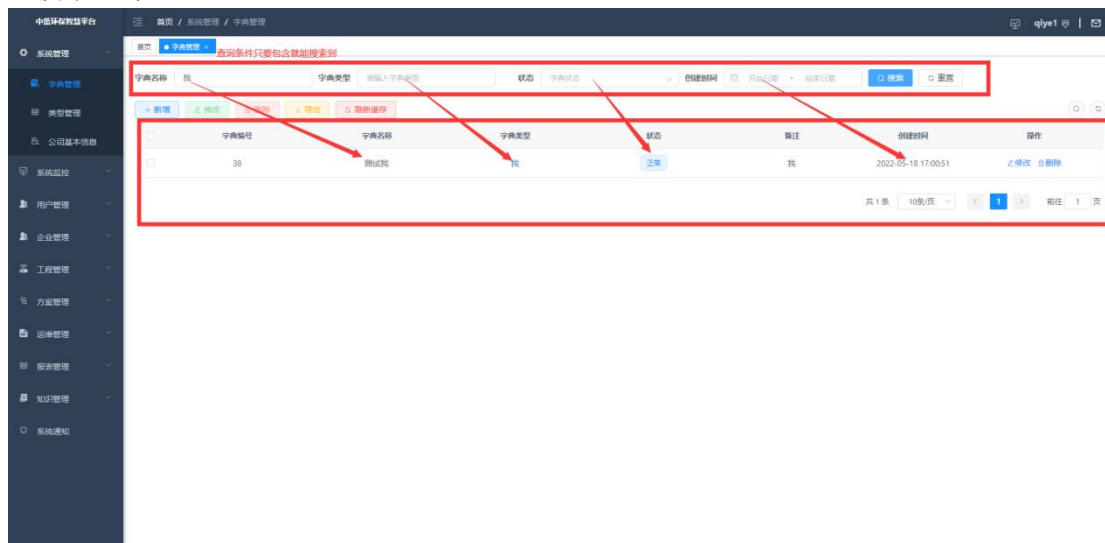 中蓝环保智慧平台
首页 / 系统管理 / 字典管理
qiye1
系统管理
首页
字典管理 ×
查询条件只要包含就能搜索到
字典名称 我 字典类型 请输入字典类型 状态 字典状态 创建时间 开始日期 - 结束日期 搜索 重置
字典管理
+ 新增 修改 删除 导出 刷新缓存
类型管理
字典编号 字典名称 字典类型 状态 备注 创建时间 操作
公司基本信息
38 测试我 我 正常 我 2022-05-18 17:00:51 修改 删除
系统监控
共 1 条 10条/页 < 1 > 前往 1 页
用户管理
企业管理
工程管理
方案管理
运维管理
报表管理
知识管理
系统通知